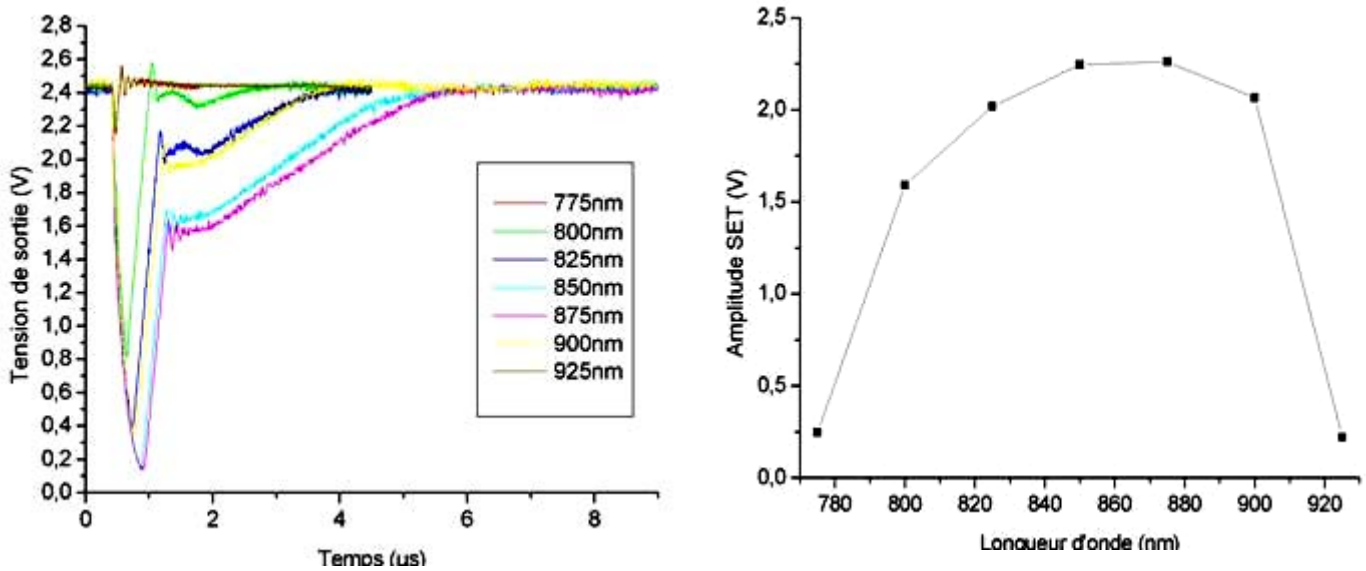 2,8
2,6
2,4
2,2
2,0
1,8
1,6
1,4
1,2
1,0
0,8
0,6
0,4
0,2
0,0
Tension de sortie (V)
0 2 4 6 8
Temps (us)
775nm
800nm
825nm
850nm
875nm
900nm
925nm
2,5
2,0
1,5
1,0
0,5
0,0
Amplitude SET (V)
780 800 820 840 860 880 900 920
Longueur d'onde (nm)